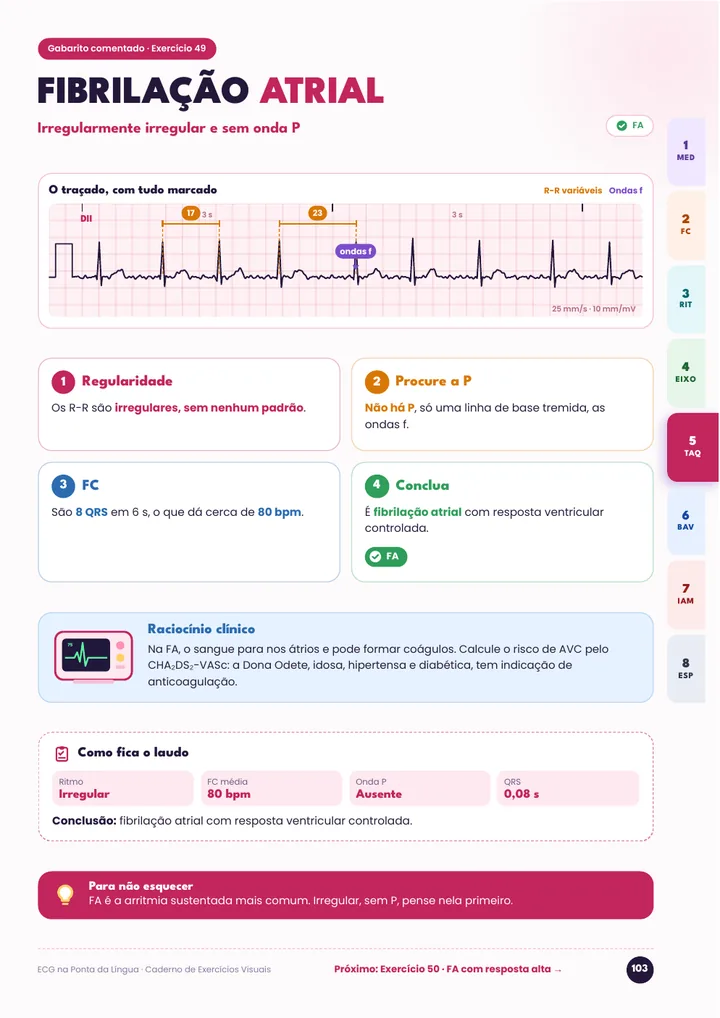 Gabarito comentado · Exercício 49
FIBRILAÇÃO ATRIAL
Irregularmente irregular e sem onda P
FA
O traçado, com tudo marcado
R-R variáveis Ondas f
DII
17
3 s
23
3 s
ondas f
25 mm/s · 10 mm/mV
1 Regularidade
Os R-R são irregulares, sem nenhum padrão.
2 Procure a P
Não há P, só uma linha de base tremida, as
ondas f.
3 FC
São 8 QRS em 6 s, o que dá cerca de 80 bpm.
4 Conclua
É fibrilação atrial com resposta ventricular
controlada.
FA
Raciocínio clínico
Na FA, o sangue para nos átrios e pode formar coágulos. Calcule o risco de AVC pelo
CHA₂DS₂-VASc: a Dona Odete, idosa, hipertensa e diabética, tem indicação de
anticoagulação.
Como fica o laudo
Ritmo
Irregular
FC média
80 bpm
Onda P
Ausente
QRS
0,08 s
Conclusão: fibrilação atrial com resposta ventricular controlada.
Para não esquecer
FA é a arritmia sustentada mais comum. Irregular, sem P, pense nela primeiro.
ECG na Ponta da Língua · Caderno de Exercícios Visuais
Próximo: Exercício 50 · FA com resposta alta →
103
1
MED
2
FC
3
RIT
4
EIXO
5
TAQ
6
BAV
7
IAM
8
ESP